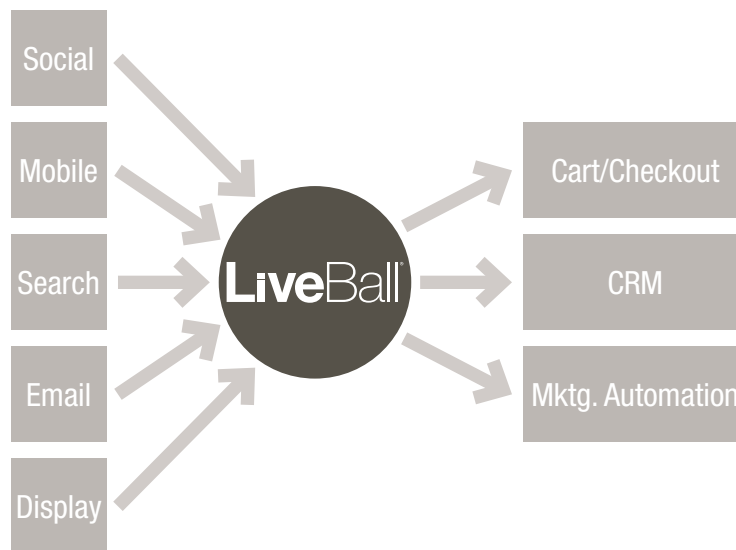 Social
Mobile
Search
Email
Display
LiveBall®
Cart/Checkout
CRM
Mktg. Automation